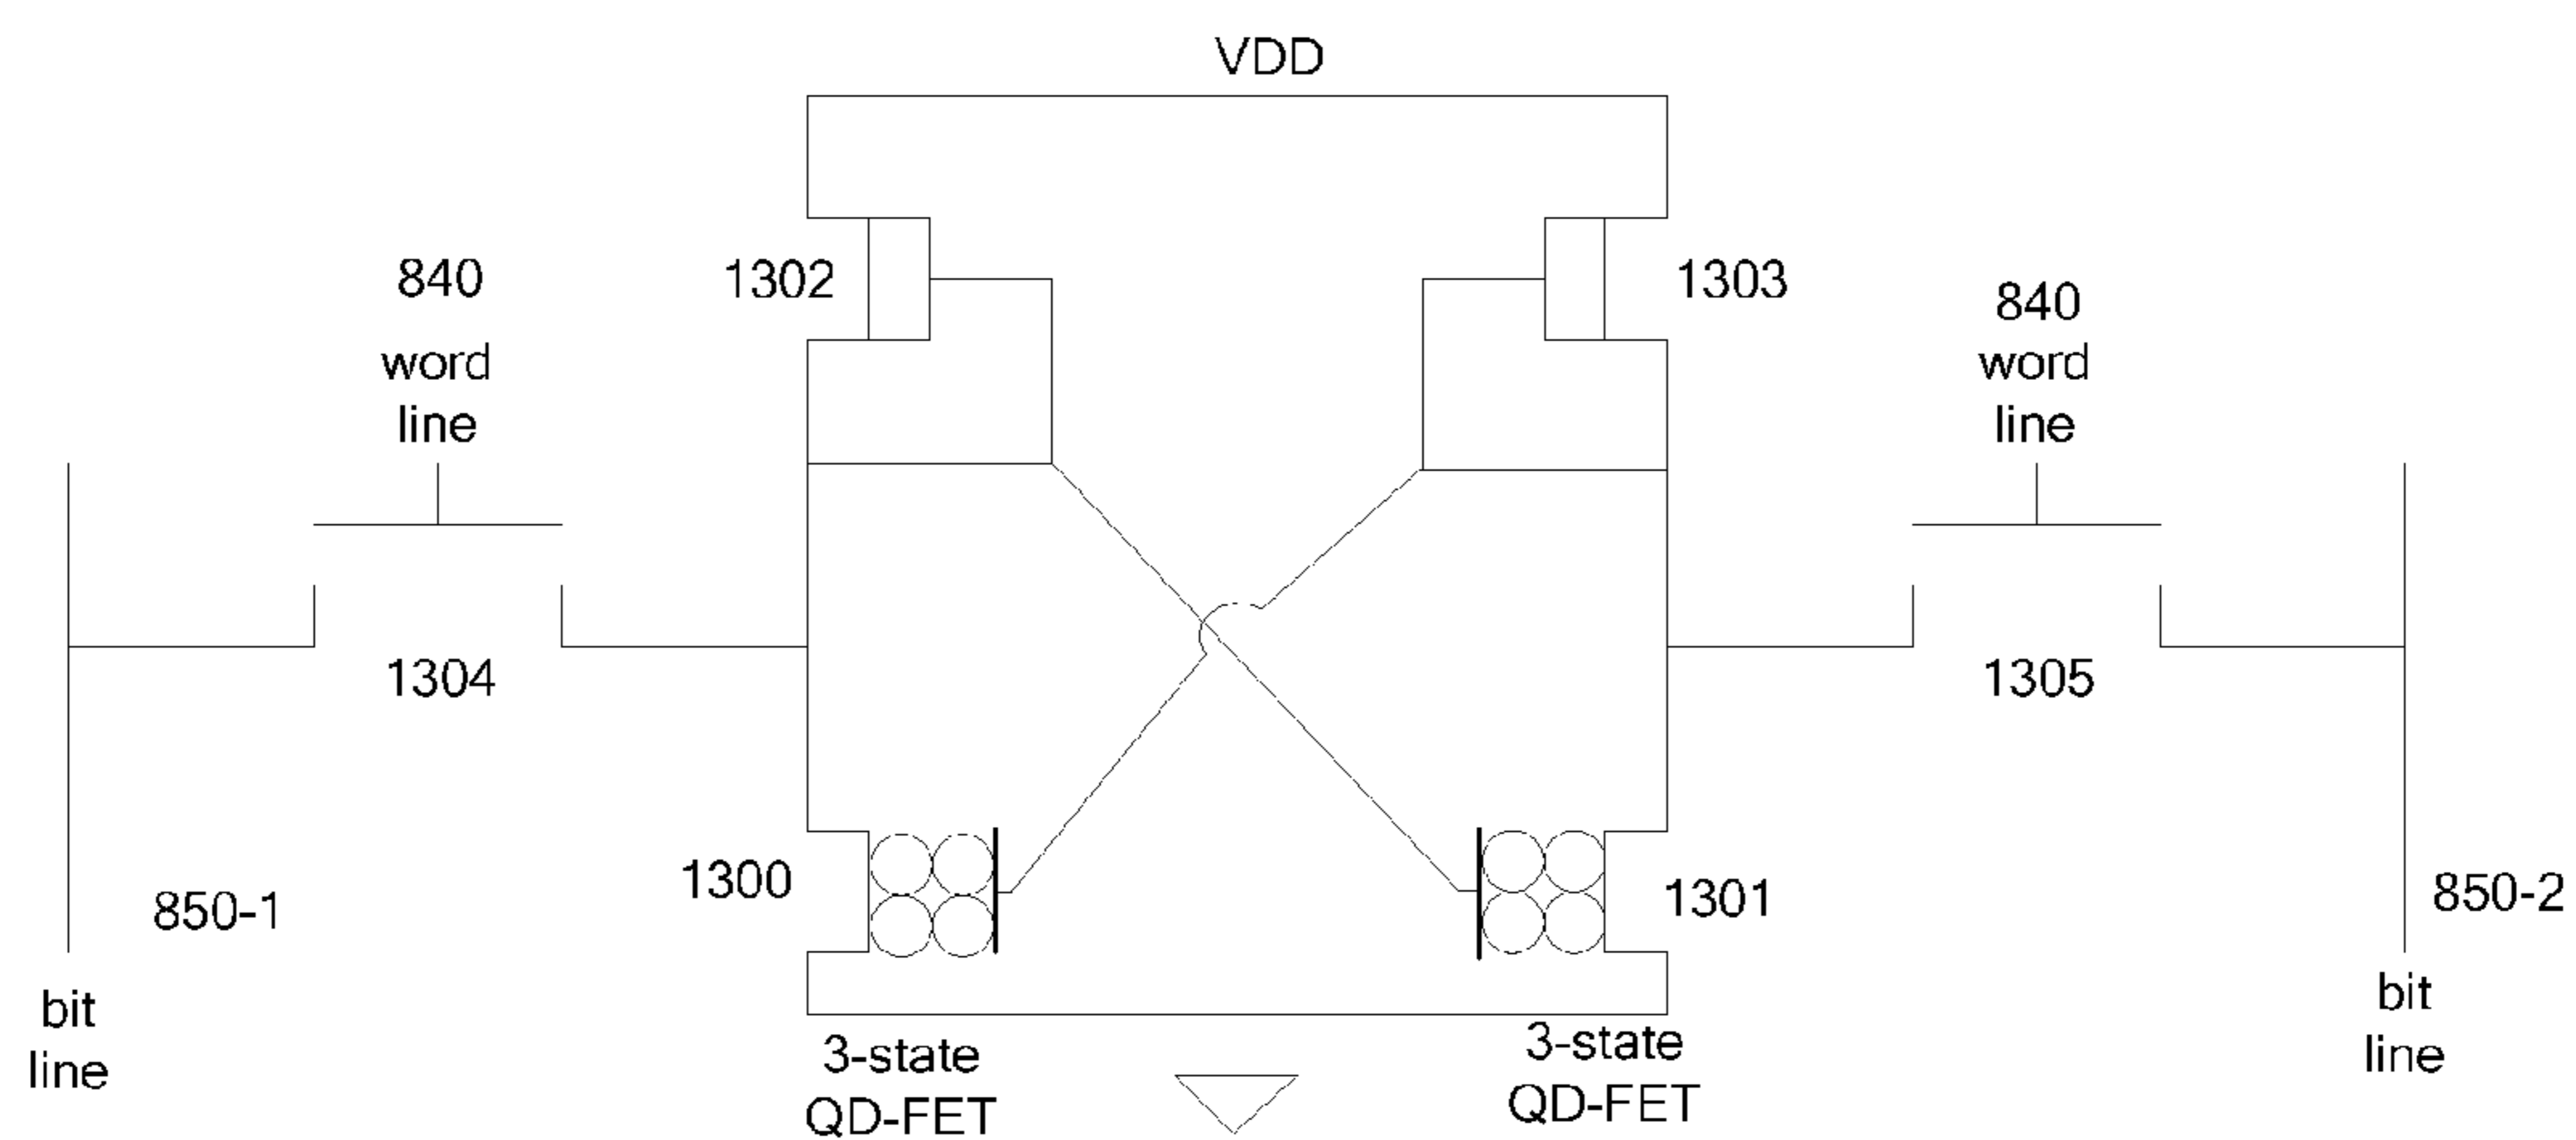 VDD
840
word
line
1302
1303
840
word
line
1304
1305
1300
1301
850-1
850-2
bit
line
3-state
QD-FET
3-state
QD-FET
bit
line